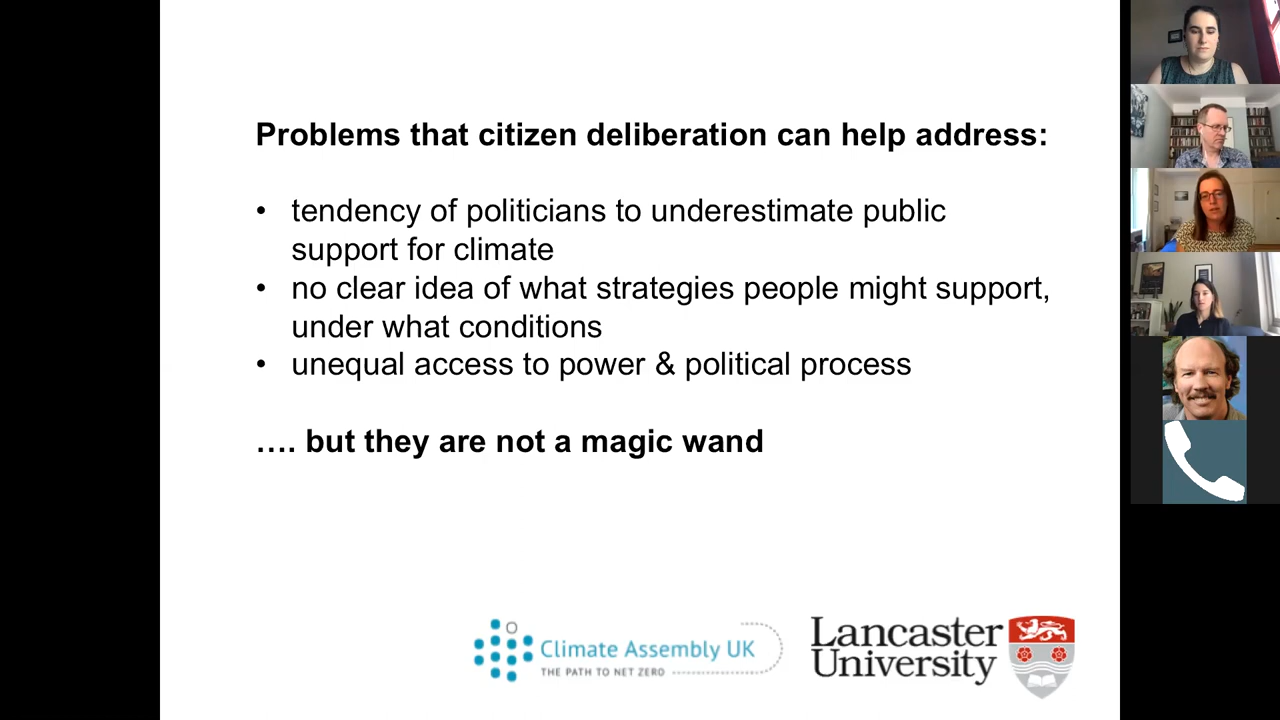 Problems that citizen deliberation can help address:
• tendency of politicians to underestimate public
support for climate
• no clear idea of what strategies people might support,
under what conditions
• unequal access to power & political process
…. but they are not a magic wand
Climate Assembly UK
THE PATH TO NET ZERO
Lancaster
University